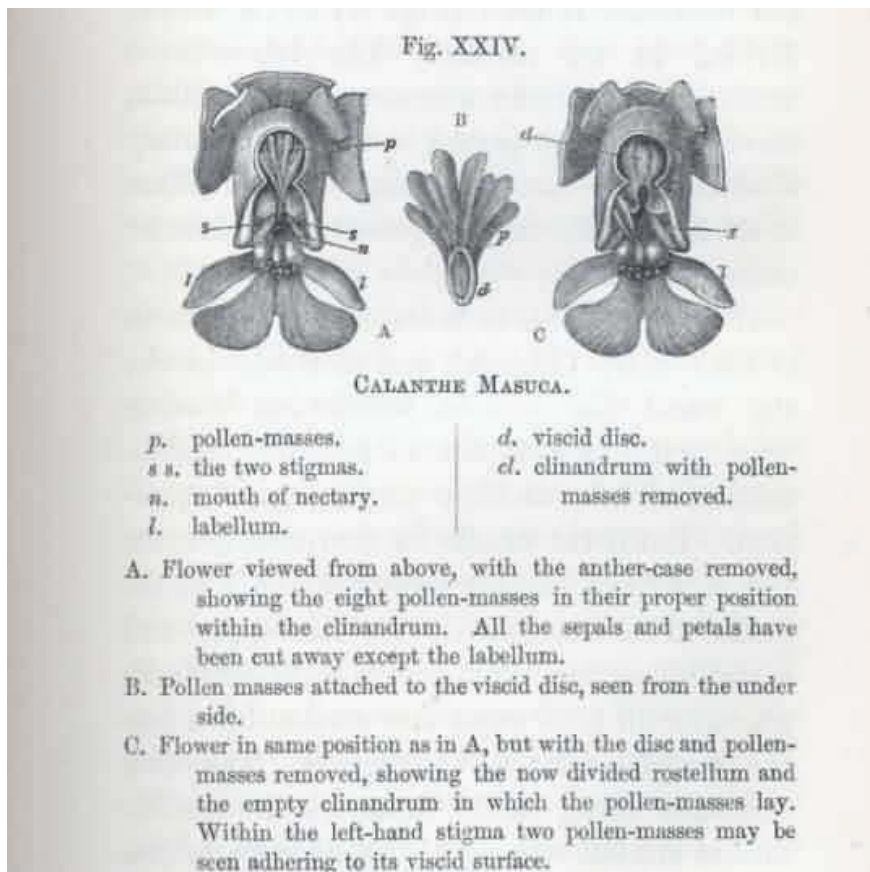 Fig. XXIV.
B
d
p
s
s
n
l
l
A
p
d
C
s
l
CALANTHE MASUCA.
p. pollen-masses.
s s. the two stigmas.
n. mouth of nectary.
l. labellum.
d. viscid disc.
cl. clinandrum with pollen-
masses removed.
A. Flower viewed from above, with the anther-case removed,
showing the eight pollen-masses in their proper position
within the clinandrum. All the sepals and petals have
been cut away except the labellum.
B. Pollen masses attached to the viscid disc, seen from the under
side.
C. Flower in same position as in A, but with the disc and pollen-
masses removed, showing the now divided rostellum and
the empty clinandrum in which the pollen-masses lay.
Within the left-hand stigma two pollen-masses may be
seen adhering to its viscid surface.